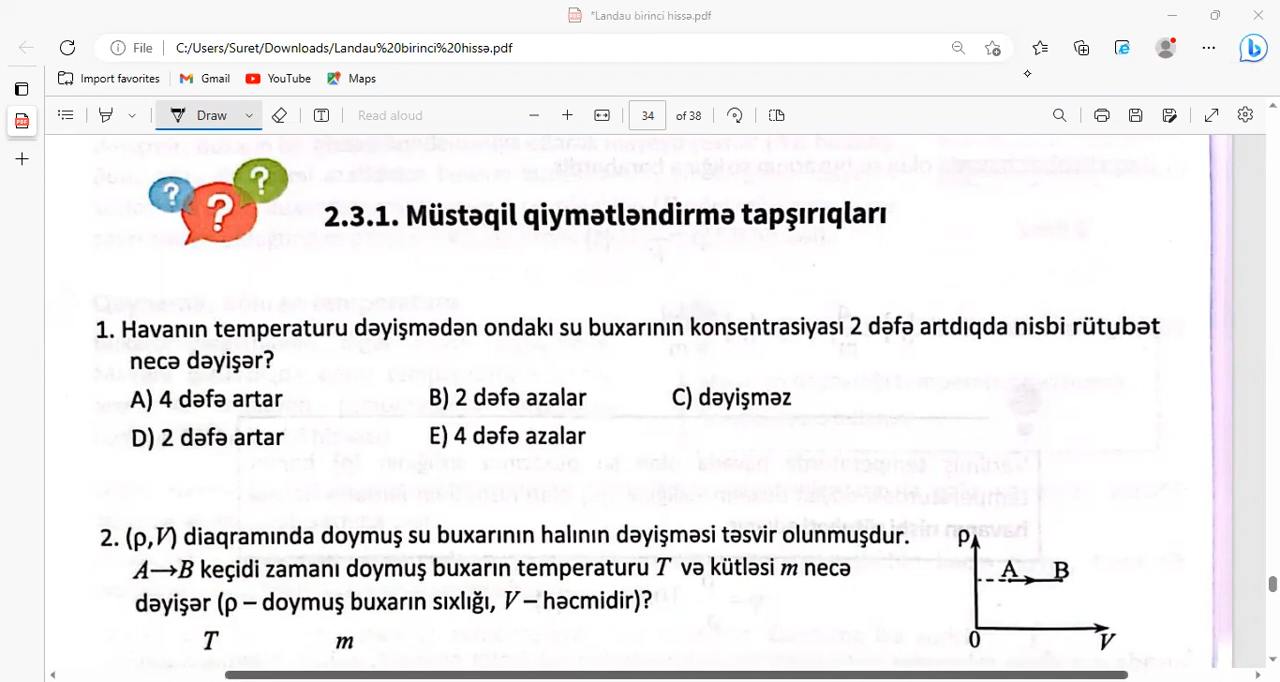 *Landau birinci hissə.pdf
File C:/Users/Suret/Downloads/Landau%20birinci%20hissə.pdf
Import favorites Gmail YouTube Maps
Draw Read aloud 34 of 38
2.3.1. Müstəqil qiymətləndirmə tapşırıqları
1. Havanın temperaturu dəyişmədən ondakı su buxarının konsentrasiyası 2 dəfə artdıqda nisbi rütubət
necə dəyişər?
A) 4 dəfə artar B) 2 dəfə azalar C) dəyişməz
D) 2 dəfə artar E) 4 dəfə azalar
2. (ρ,V) diaqramında doymuş su buxarının halının dəyişməsi təsvir olunmuşdur.
A→B keçidi zamanı doymuş buxarın temperaturu T və kütləsi m necə
dəyişər (ρ – doymuş buxarın sıxlığı, V – həcmidir)?
T m
ρ
A B
0 V